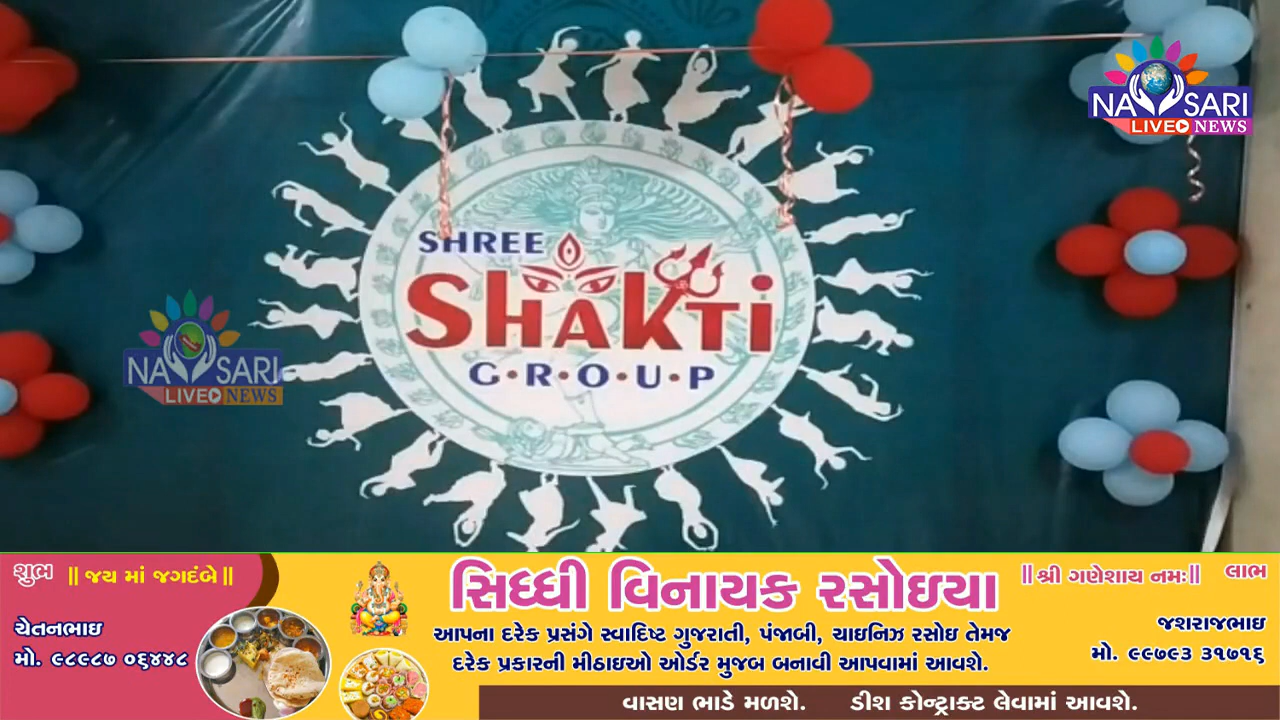 NAVSARI
LIVE NEWS
SHREE
SHAKTI
G·R·O·U·P
NAVSARI
LIVE NEWS
શુભ
|| જય માં જગદંબે ||
ચેતનભાઇ
મો. ૯૮૯૮૭ ૦૬૪૪૮
સિધ્ધી વિનાયક રસોઇયા
આપના દરેક પ્રસંગે સ્વાદિષ્ટ ગુજરાતી, પંજાબી, ચાઇનિઝ રસોઇ તેમજ
દરેક પ્રકારની મીઠાઇઓ ઓર્ડર મુજબ બનાવી આપવામાં આવશે.
|| શ્રી ગણેશાય નમઃ ||
લાભ
જશરાજભાઇ
મો. ૯૯૭૯૩ ૩૧૭૧૬
વાસણ ભાડે મળશે. ડીશ કોન્ટ્રાક્ટ લેવામાં આવશે.